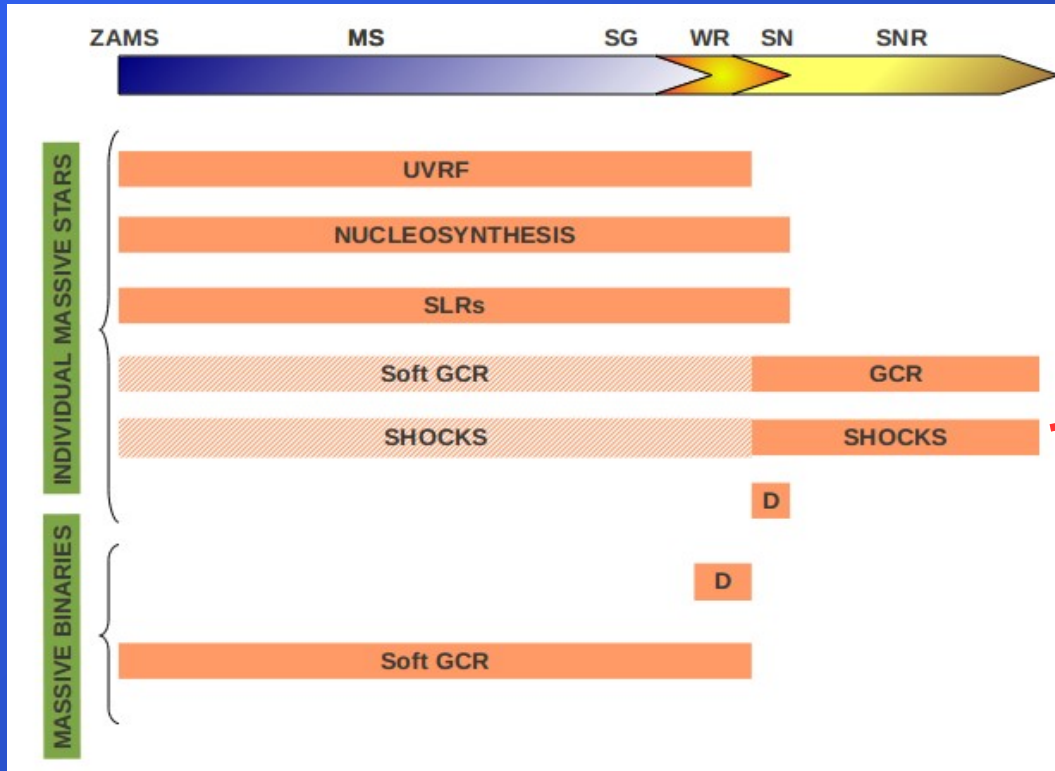 ZAMS MS SG WR SN SNR
INDIVIDUAL MASSIVE STARS
UVRF
NUCLEOSYNTHESIS
SLRs
Soft GCR GCR
SHOCKS SHOCKS
D
MASSIVE BINARIES
D
Soft GCR